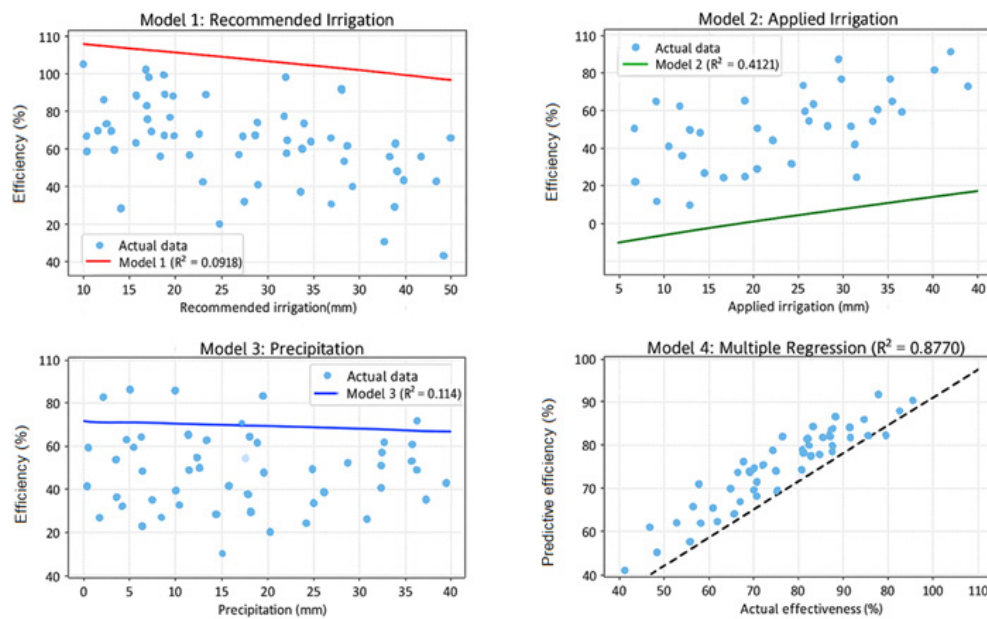 Model 1: Recommended Irrigation
110
100
80
60
40
20
40
Efficiency (%)
Actual data
Model 1 (R² = 0.0918)
10 15 20 10 25 30 40 50
Recommended irrigation(mm)
Model 2: Applied Irrigation
110
100
80
60
40
20
0
Efficiency (%)
Actual data
Model 2 (R² = 0.4121)
5 10 15 20 25 30 35 40 40
Applied irrigation (mm)
Model 3: Precipitation
110
80
60
40
20
40
Efficiency (%)
Actual data
Model 3 (R² = 0.114)
0 5 10 15 20 25 30 35 40
Precipitation (mm)
Model 4: Multiple Regression (R² = 0.8770)
100
90
80
70
60
50
40
Predictive efficiency (%)
40 50 60 70 80 90 100 110
Actual effectiveness (%)